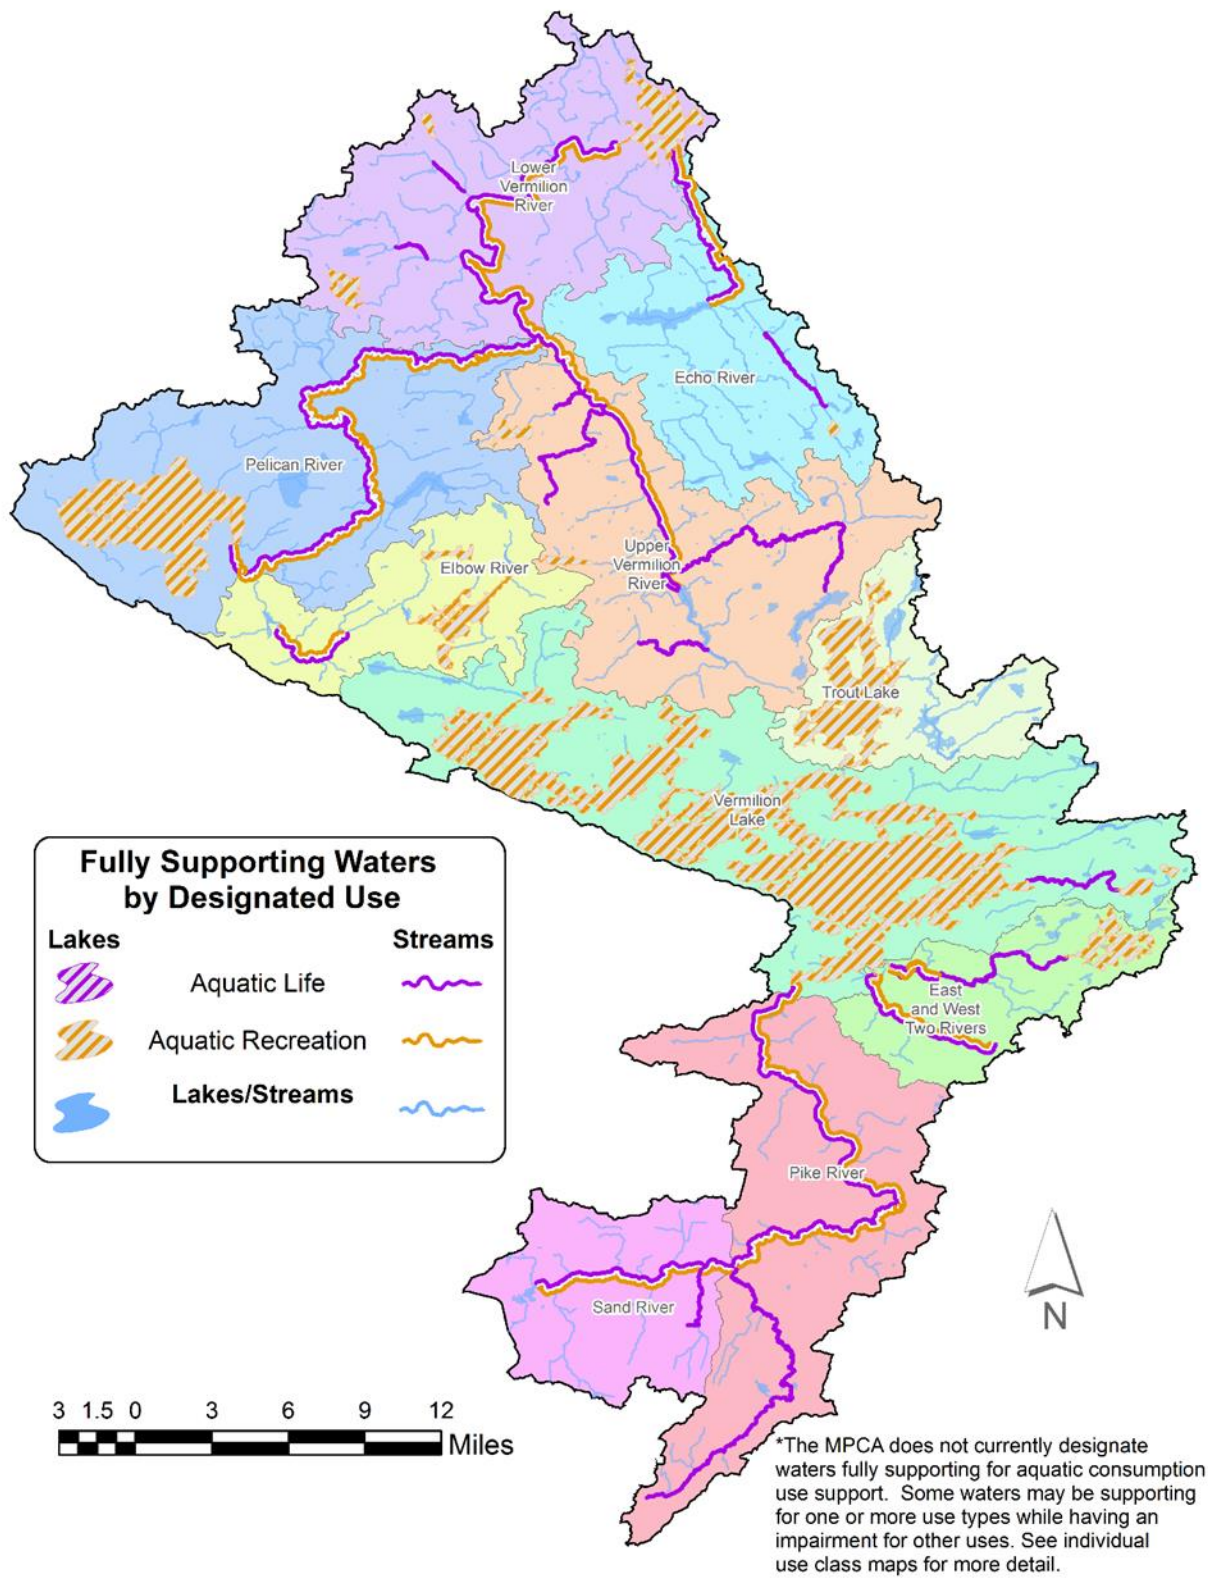 Lower
Vermilion
River
Echo River
Pelican River
Upper
Vermilion
River
Elbow River
Trout Lake
Vermilion
Lake
Fully Supporting Waters
by Designated Use
Lakes Streams
Aquatic Life
Aquatic Recreation
Lakes/Streams
East
and West
Two Rivers
Pike River
Sand River
N
3 1.5 0 3 6 9 12
Miles
*The MPCA does not currently designate
waters fully supporting for aquatic consumption
use support. Some waters may be supporting
for one or more use types while having an
impairment for other uses. See individual
use class maps for more detail.